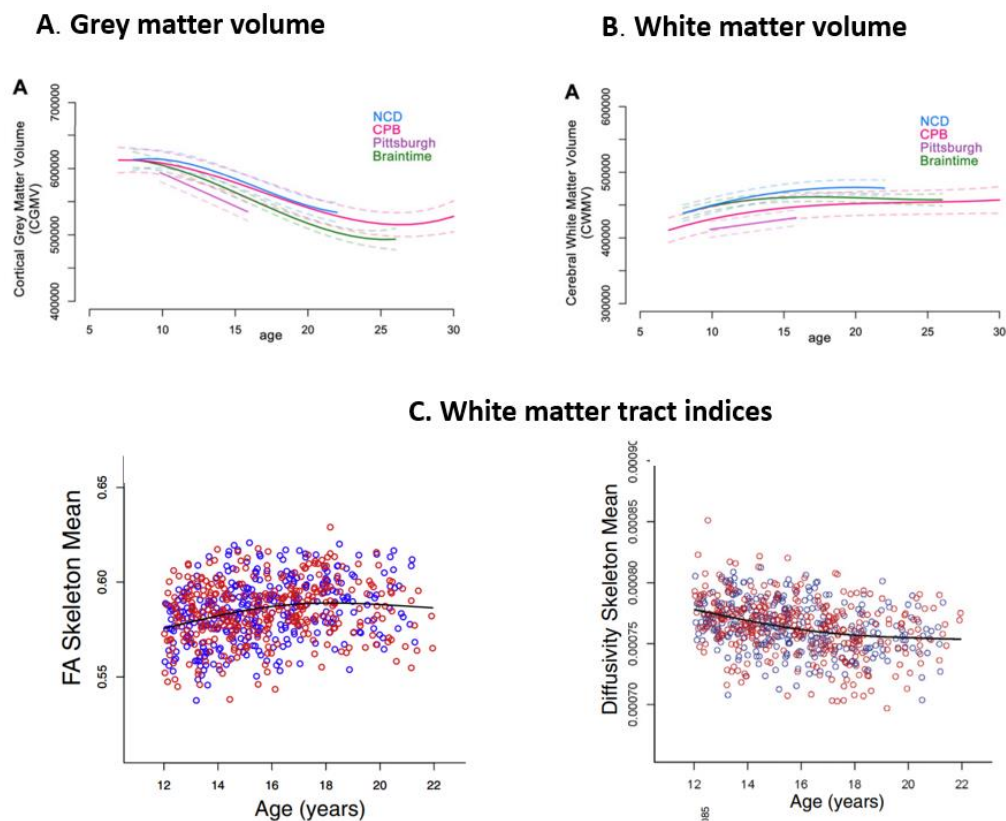 A. Grey matter volume
A
Cortical Grey Matter Volume
(CGMV)
700000
600000
500000
400000
NCD
CPB
Pittsburgh
Braintime
5 10 15 20 25 30
age
B. White matter volume
A
Cerebral White Matter Volume
(CWMV)
600000
500000
400000
300000
NCD
CPB
Pittsburgh
Braintime
5 10 15 20 25 30
age
C. White matter tract indices
FA Skeleton Mean
0.65
0.60
0.55
12 14 16 18 20 22
Age (years)
Diffusivity Skeleton Mean
0.00090
0.00085
0.00080
0.00075
0.00070
12 14 16 18 20 22
Age (years)
085